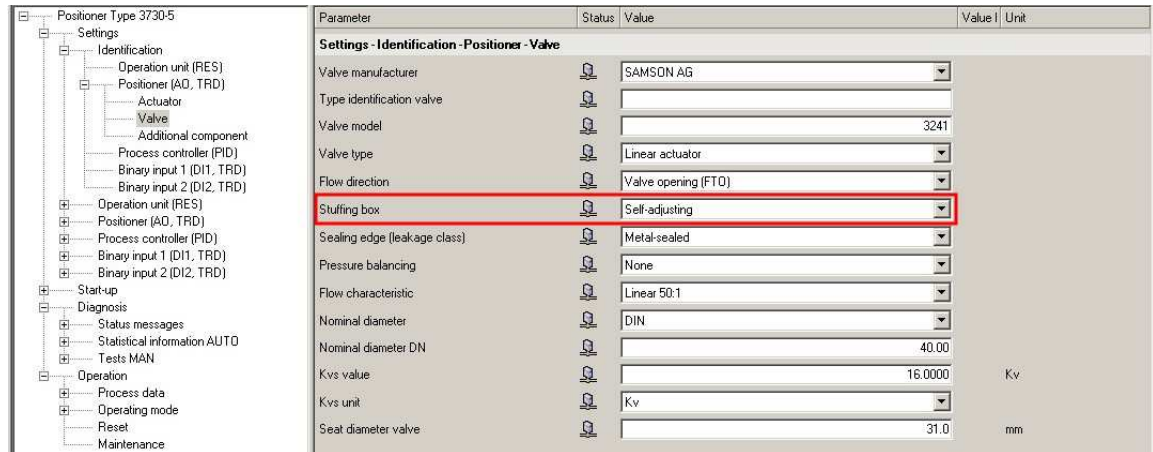 Positioner Type 3730-5
Settings
Identification
Operation unit (RES)
Positioner (AO, TRD)
Actuator
Valve
Additional component
Process controller (PID)
Binary input 1 (DI1, TRD)
Binary input 2 (DI2, TRD)
Operation unit (RES)
Positioner (AO, TRD)
Process controller (PID)
Binary input 1 (DI1, TRD)
Binary input 2 (DI2, TRD)
Start-up
Diagnosis
Status messages
Statistical information AUTO
Tests MAN
Operation
Process data
Operating mode
Reset
Maintenance
Parameter Status Value Value I Unit
Settings - Identification - Positioner - Valve
Valve manufacturer SAMSON AG
Type identification valve
Valve model 3241
Valve type Linear actuator
Flow direction Valve opening (FTO)
Stuffing box Self-adjusting
Sealing edge (leakage class) Metal-sealed
Pressure balancing None
Flow characteristic Linear 50:1
Nominal diameter DIN
Nominal diameter DN 40.00
Kvs value 16.0000 Kv
Kvs unit Kv
Seat diameter valve 31.0 mm